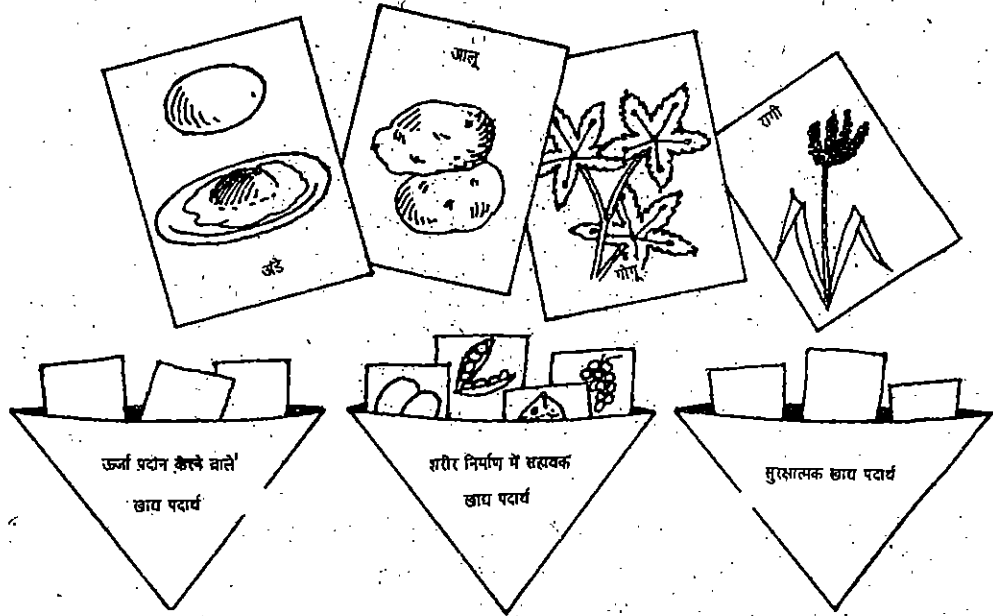 आलू
रागी
अंडे
गोंगू
ऊर्जा प्रदान करने वाले
खाद्य पदार्थ
शरीर निर्माण में सहायक
खाद्य पदार्थ
सुरक्षात्मक खाद्य पदार्थ